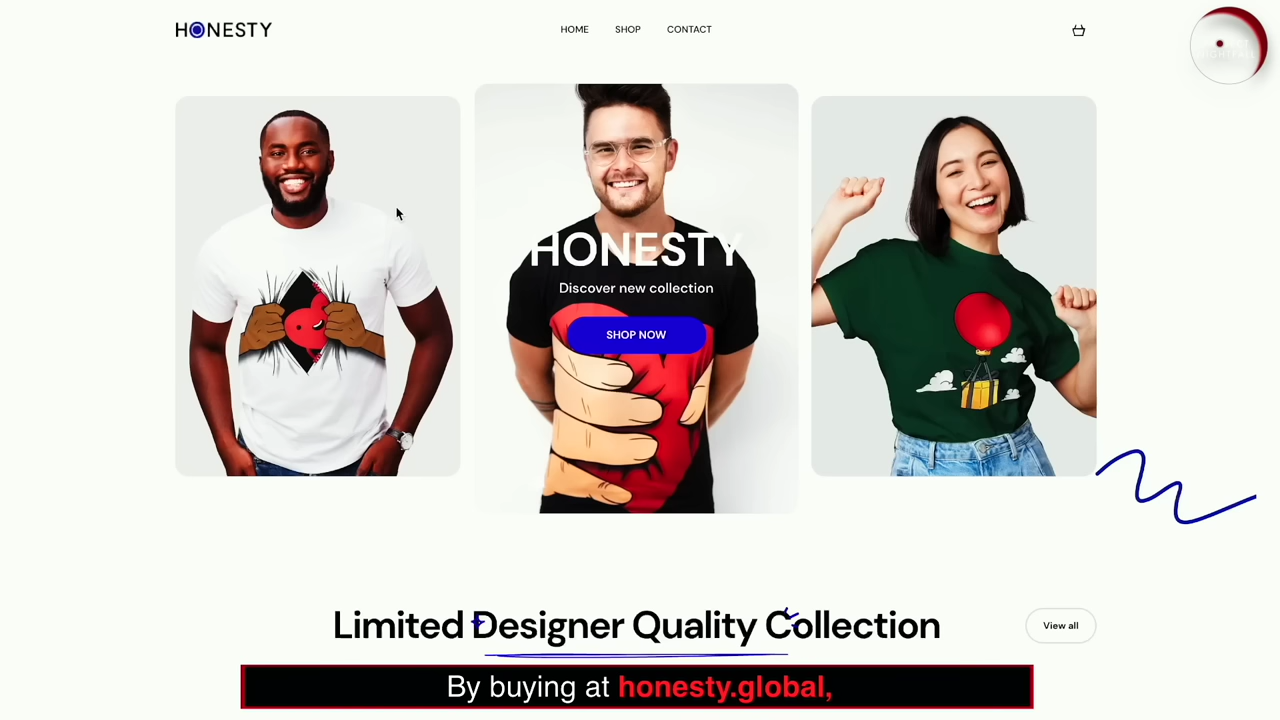 HONESTY
HOME
SHOP
CONTACT
HONESTY
Discover new collection
SHOP NOW
Limited Designer Quality Collection
View all
By buying at honesty.global,